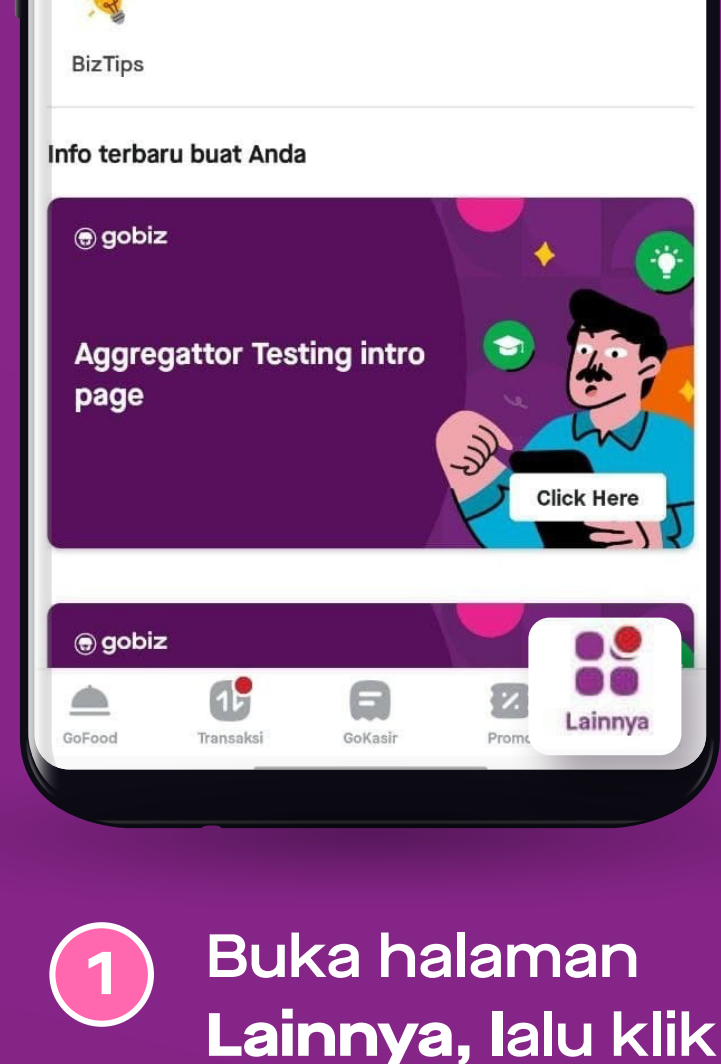 BizTips
Info terbaru buat Anda
gobiz
Aggregattor Testing intro
page
Click Here
gobiz
GoFood
Transaksi
GoKasir
Lainnya
1
Buka halaman
Lainnya, lalu klik